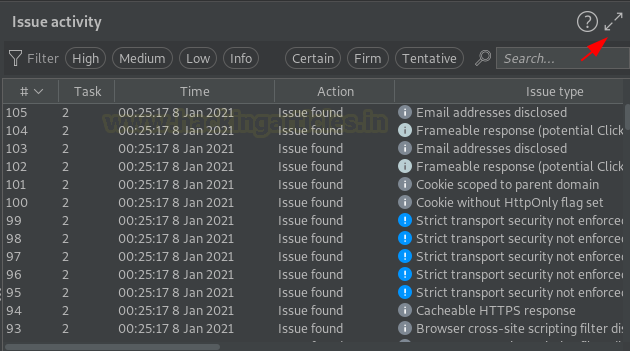 Issue activity
Filter High Medium Low Info Certain Firm Tentative Search...
# Task Time Action Issue type
105 2 00:25:17 8 Jan 2021 Issue found Email addresses disclosed
104 2 00:25:17 8 Jan 2021 Issue found Frameable response (potential Click
103 2 00:25:17 8 Jan 2021 Issue found Email addresses disclosed
102 2 00:25:17 8 Jan 2021 Issue found Frameable response (potential Click
101 2 00:25:17 8 Jan 2021 Issue found Cookie scoped to parent domain
100 2 00:25:17 8 Jan 2021 Issue found Cookie without HttpOnly flag set
99 2 00:25:17 8 Jan 2021 Issue found Strict transport security not enforced
98 2 00:25:17 8 Jan 2021 Issue found Strict transport security not enforced
97 2 00:25:17 8 Jan 2021 Issue found Strict transport security not enforced
96 2 00:25:17 8 Jan 2021 Issue found Strict transport security not enforced
95 2 00:25:17 8 Jan 2021 Issue found Strict transport security not enforced
94 2 00:25:17 8 Jan 2021 Issue found Cacheable HTTPS response
93 2 00:25:17 8 Jan 2021 Issue found Browser cross-site scripting filter dis
www.hackingarticles.in